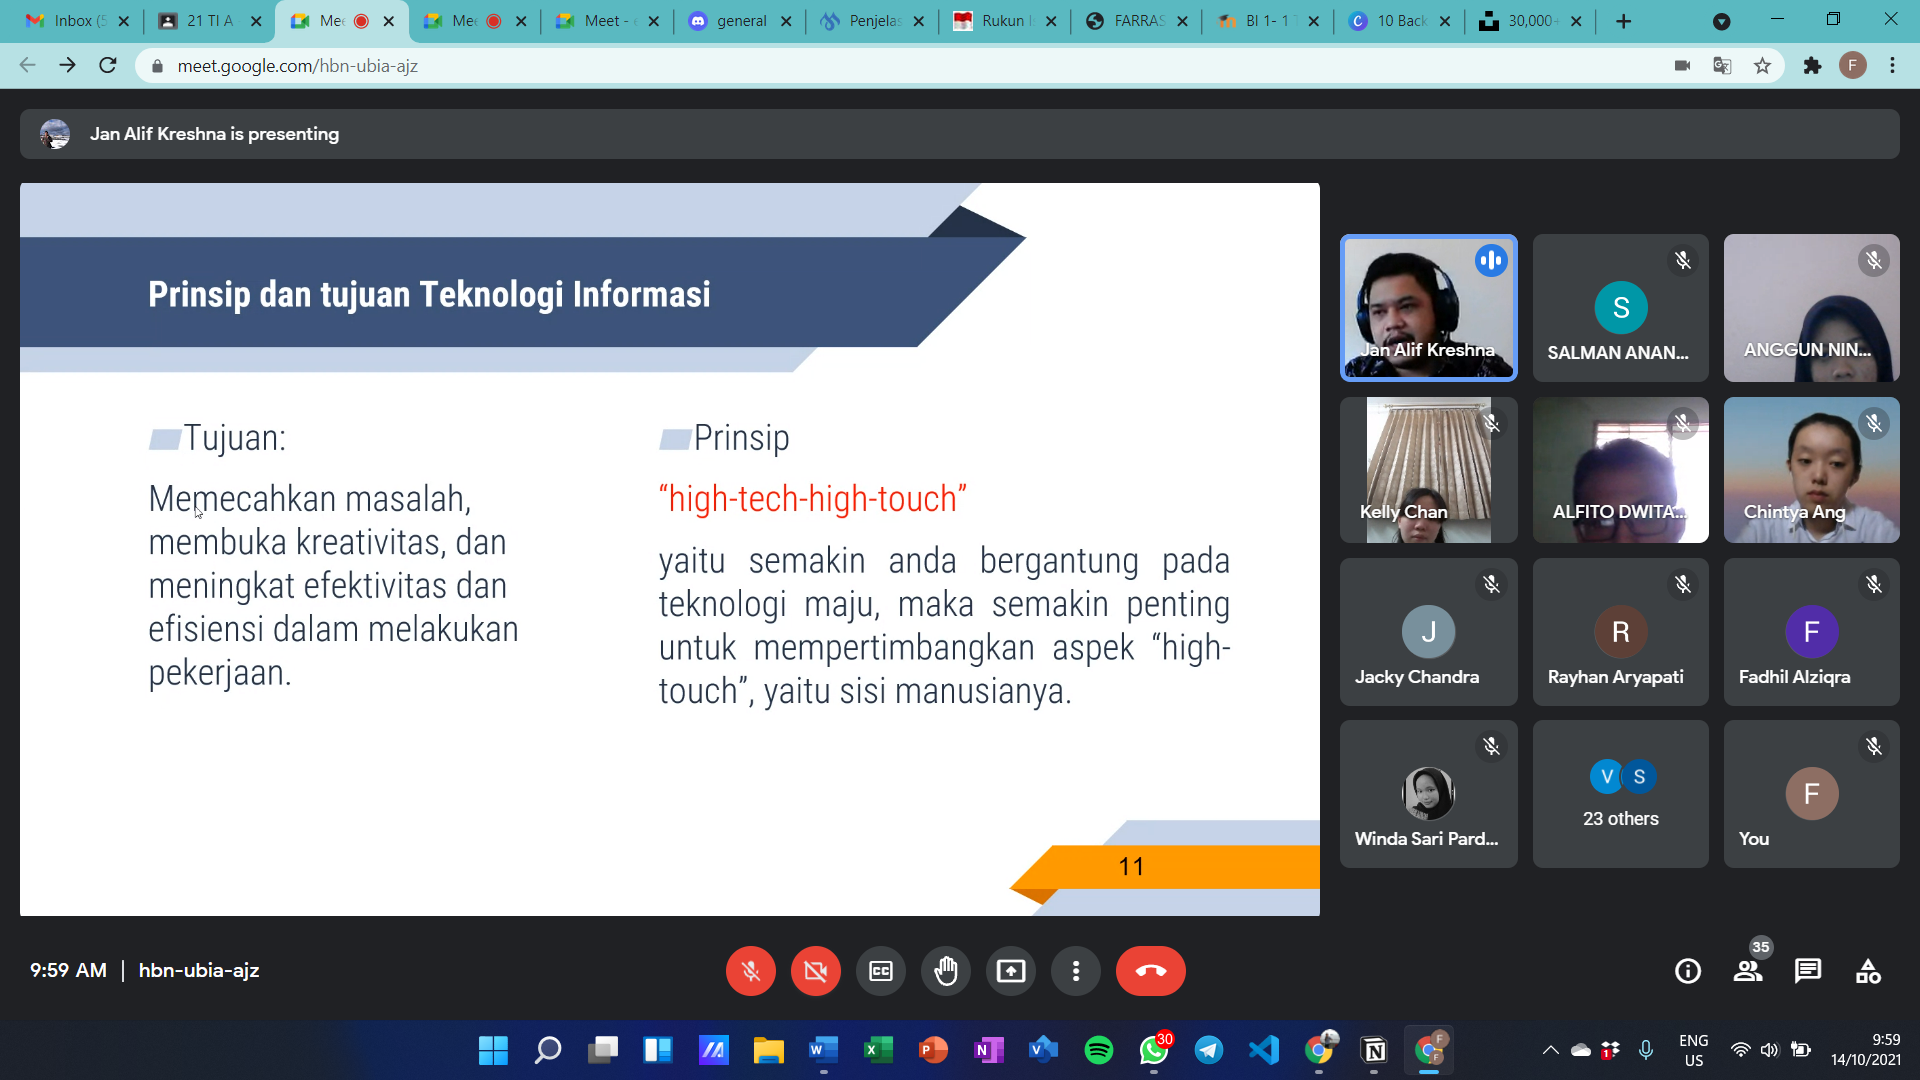 Inbox (5
21 TI A
Mee
Mee
Meet - e
general
Penjelas
Rukun I
FARRAS
BI 1- 1 T
10 Back
30,000+
meet.google.com/hbn-ubia-ajz
F
Jan Alif Kreshna is presenting
Prinsip dan tujuan Teknologi Informasi
Tujuan:
Memecahkan masalah,
membuka kreativitas, dan
meningkat efektivitas dan
efisiensi dalam melakukan
pekerjaan.
Prinsip
“high-tech-high-touch”
yaitu semakin anda bergantung pada
teknologi maju, maka semakin penting
untuk mempertimbangkan aspek “high-
touch”, yaitu sisi manusianya.
11
Jan Alif Kreshna
S
SALMAN ANAN...
ANGGUN NIN...
Kelly Chan
ALFITO DWITA...
Chintya Ang
J
Jacky Chandra
R
Rayhan Aryapati
F
Fadhil Alziqra
Winda Sari Pard...
V S
23 others
F
You
9:59 AM | hbn-ubia-ajz
CC
35
30
1
ENG
US
9:59
14/10/2021